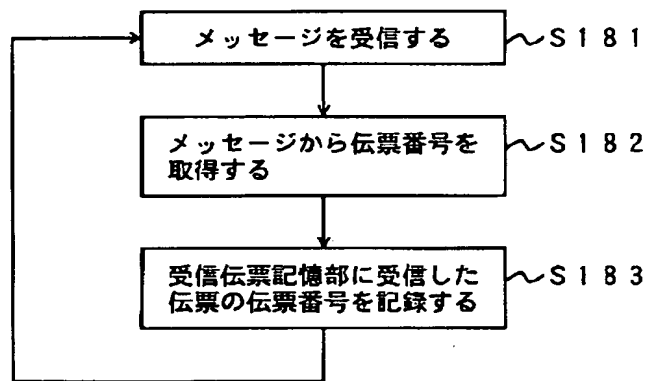 メッセージを受信する
S181
メッセージから伝票番号を
取得する
S182
受信伝票記憶部に受信した
伝票の伝票番号を記録する
S183